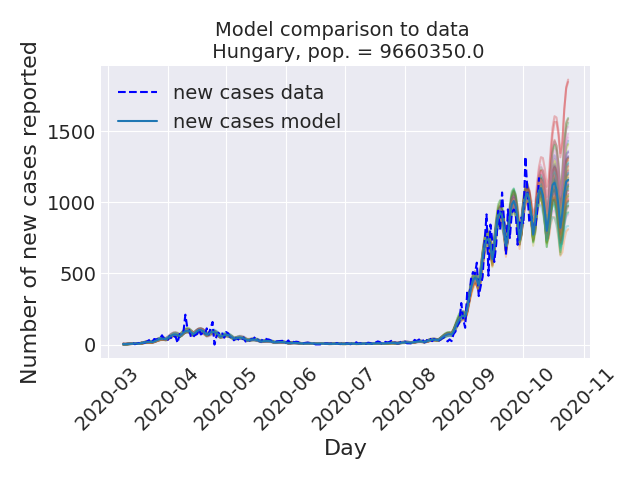 Model comparison to data
Hungary, pop. = 9660350.0
Number of new cases reported
1500
1000
500
0
new cases data
new cases model
2020-03
2020-04
2020-05
2020-06
2020-07
2020-08
2020-09
2020-10
2020-11
Day